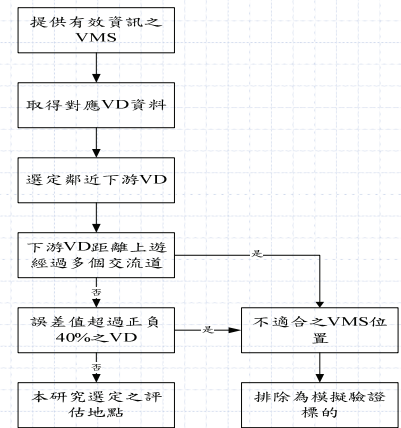 提供有效資訊之
VMS
取得對應VD資料
選定鄰近下游VD
下游VD距離上遊
經過多個交流道
是
否
誤差值超過正負
40%之VD
是
不適合之VMS位
置
否
本研究選定之評
估地點
排除為模擬驗證
標的